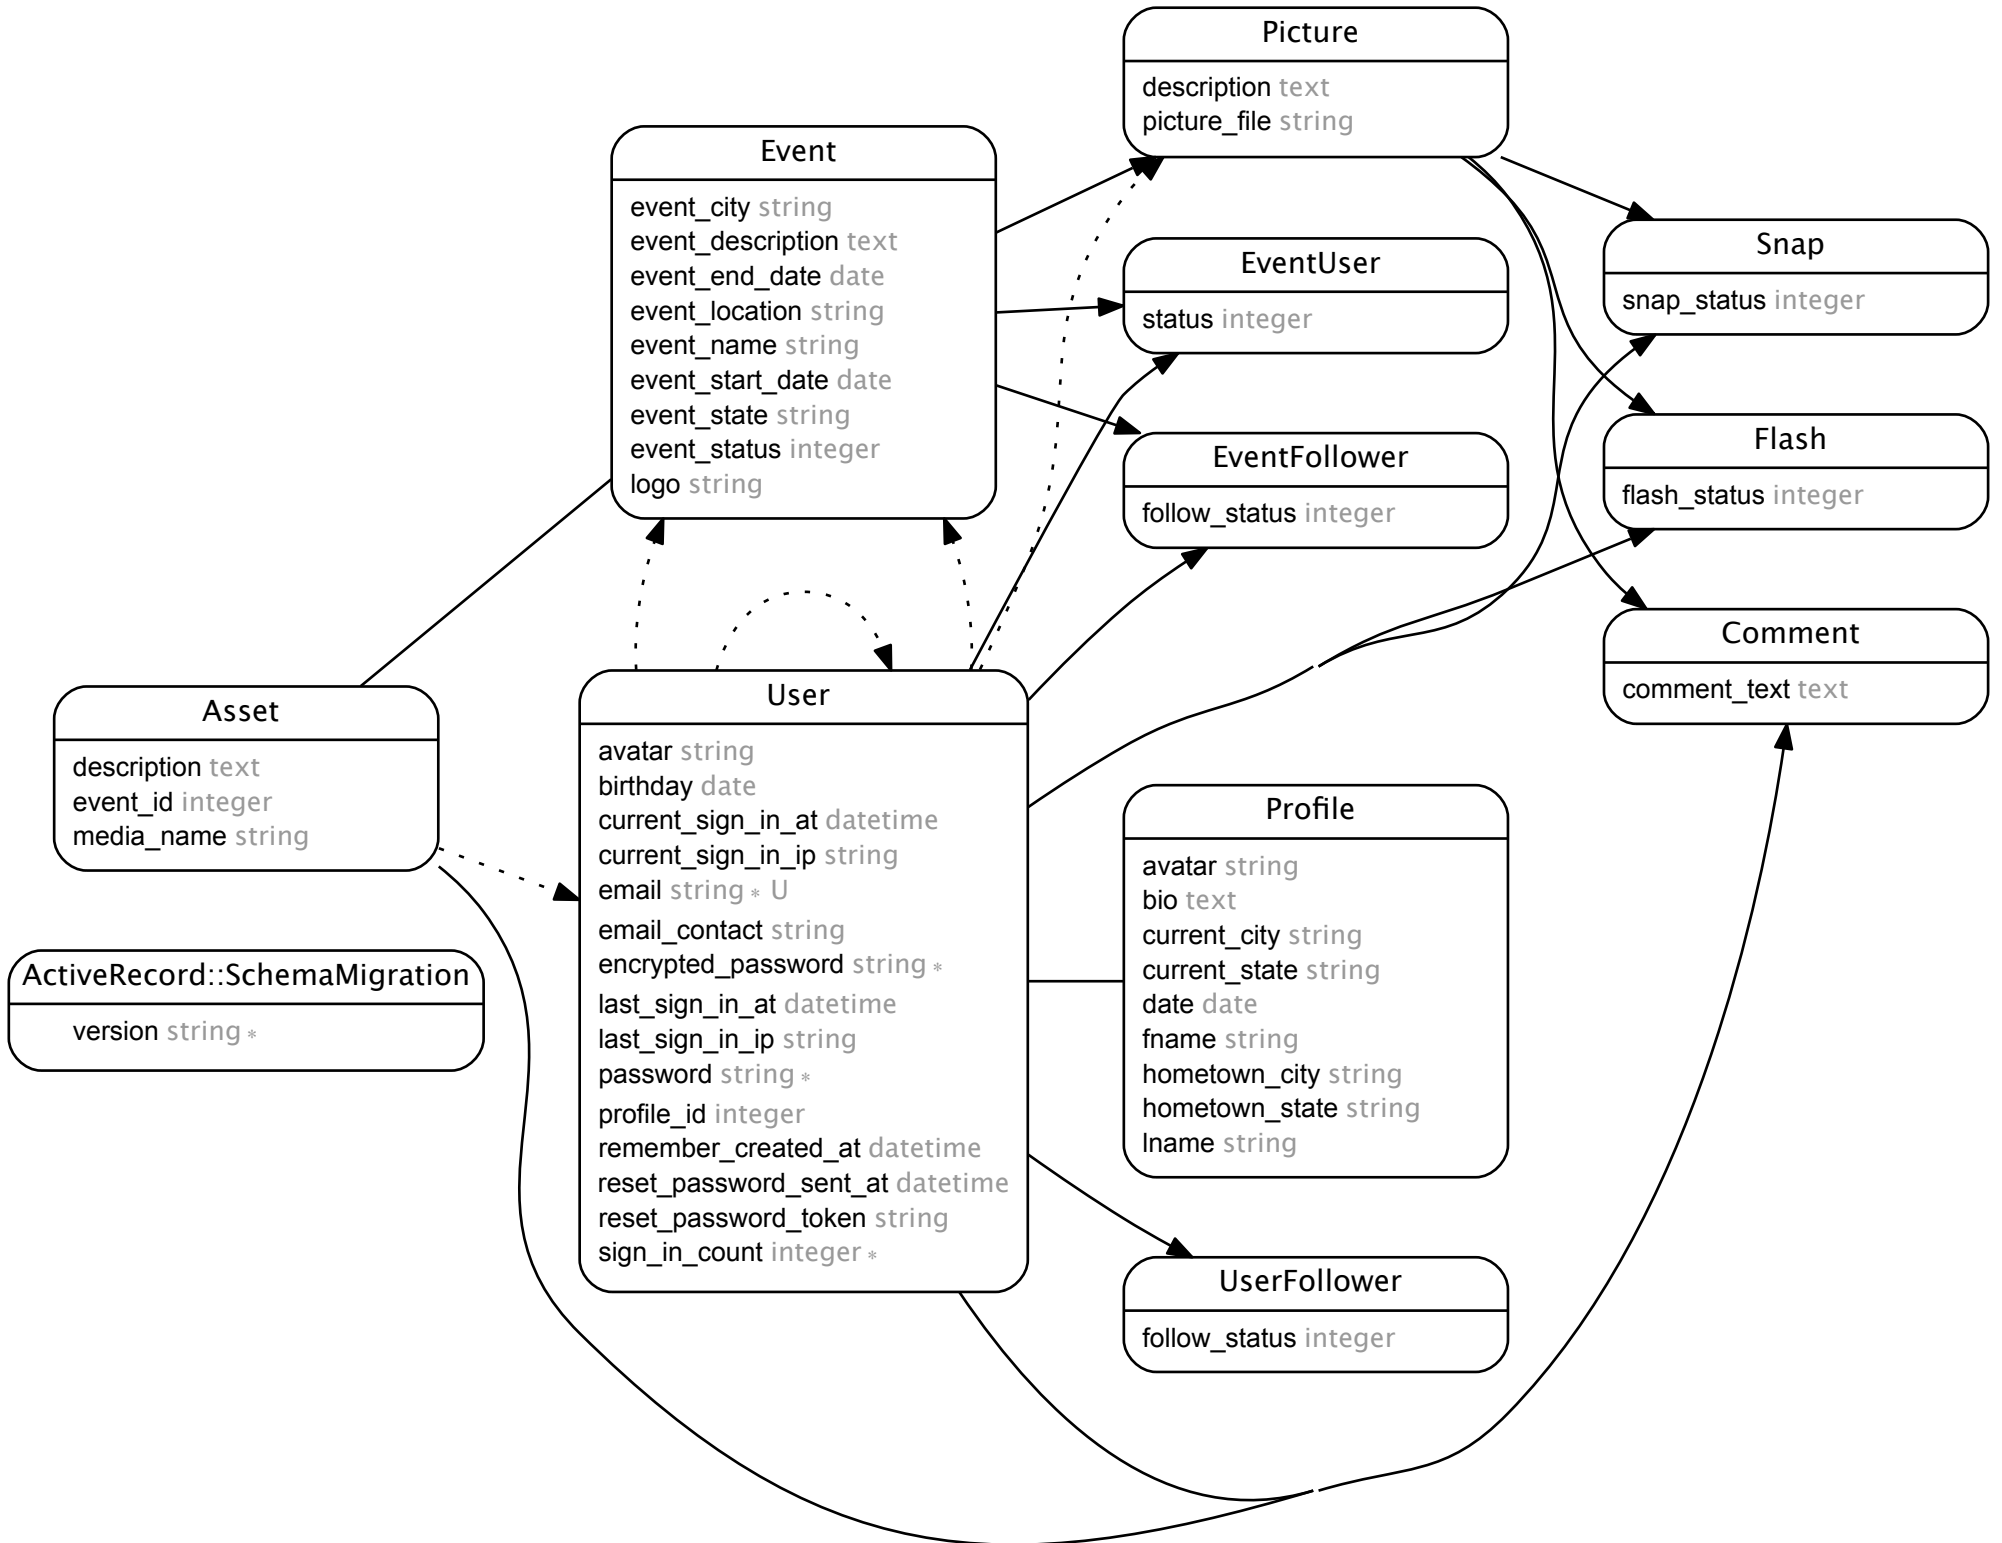 Picture
description text
picture_file string
Event
event_city string
event_description text
event_end_date date
event_location string
event_name string
event_start_date date
event_state string
event_status integer
logo string
EventUser
status integer
Snap
snap_status integer
EventFollower
follow_status integer
Flash
flash_status integer
Comment
comment_text text
Asset
description text
event_id integer
media_name string
User
avatar string
birthday date
current_sign_in_at datetime
current_sign_in_ip string
email string * U
email_contact string
encrypted_password string *
last_sign_in_at datetime
last_sign_in_ip string
password string *
profile_id integer
remember_created_at datetime
reset_password_sent_at datetime
reset_password_token string
sign_in_count integer *
Profile
avatar string
bio text
current_city string
current_state string
date date
fname string
hometown_city string
hometown_state string
lname string
ActiveRecord::SchemaMigration
version string *
UserFollower
follow_status integer